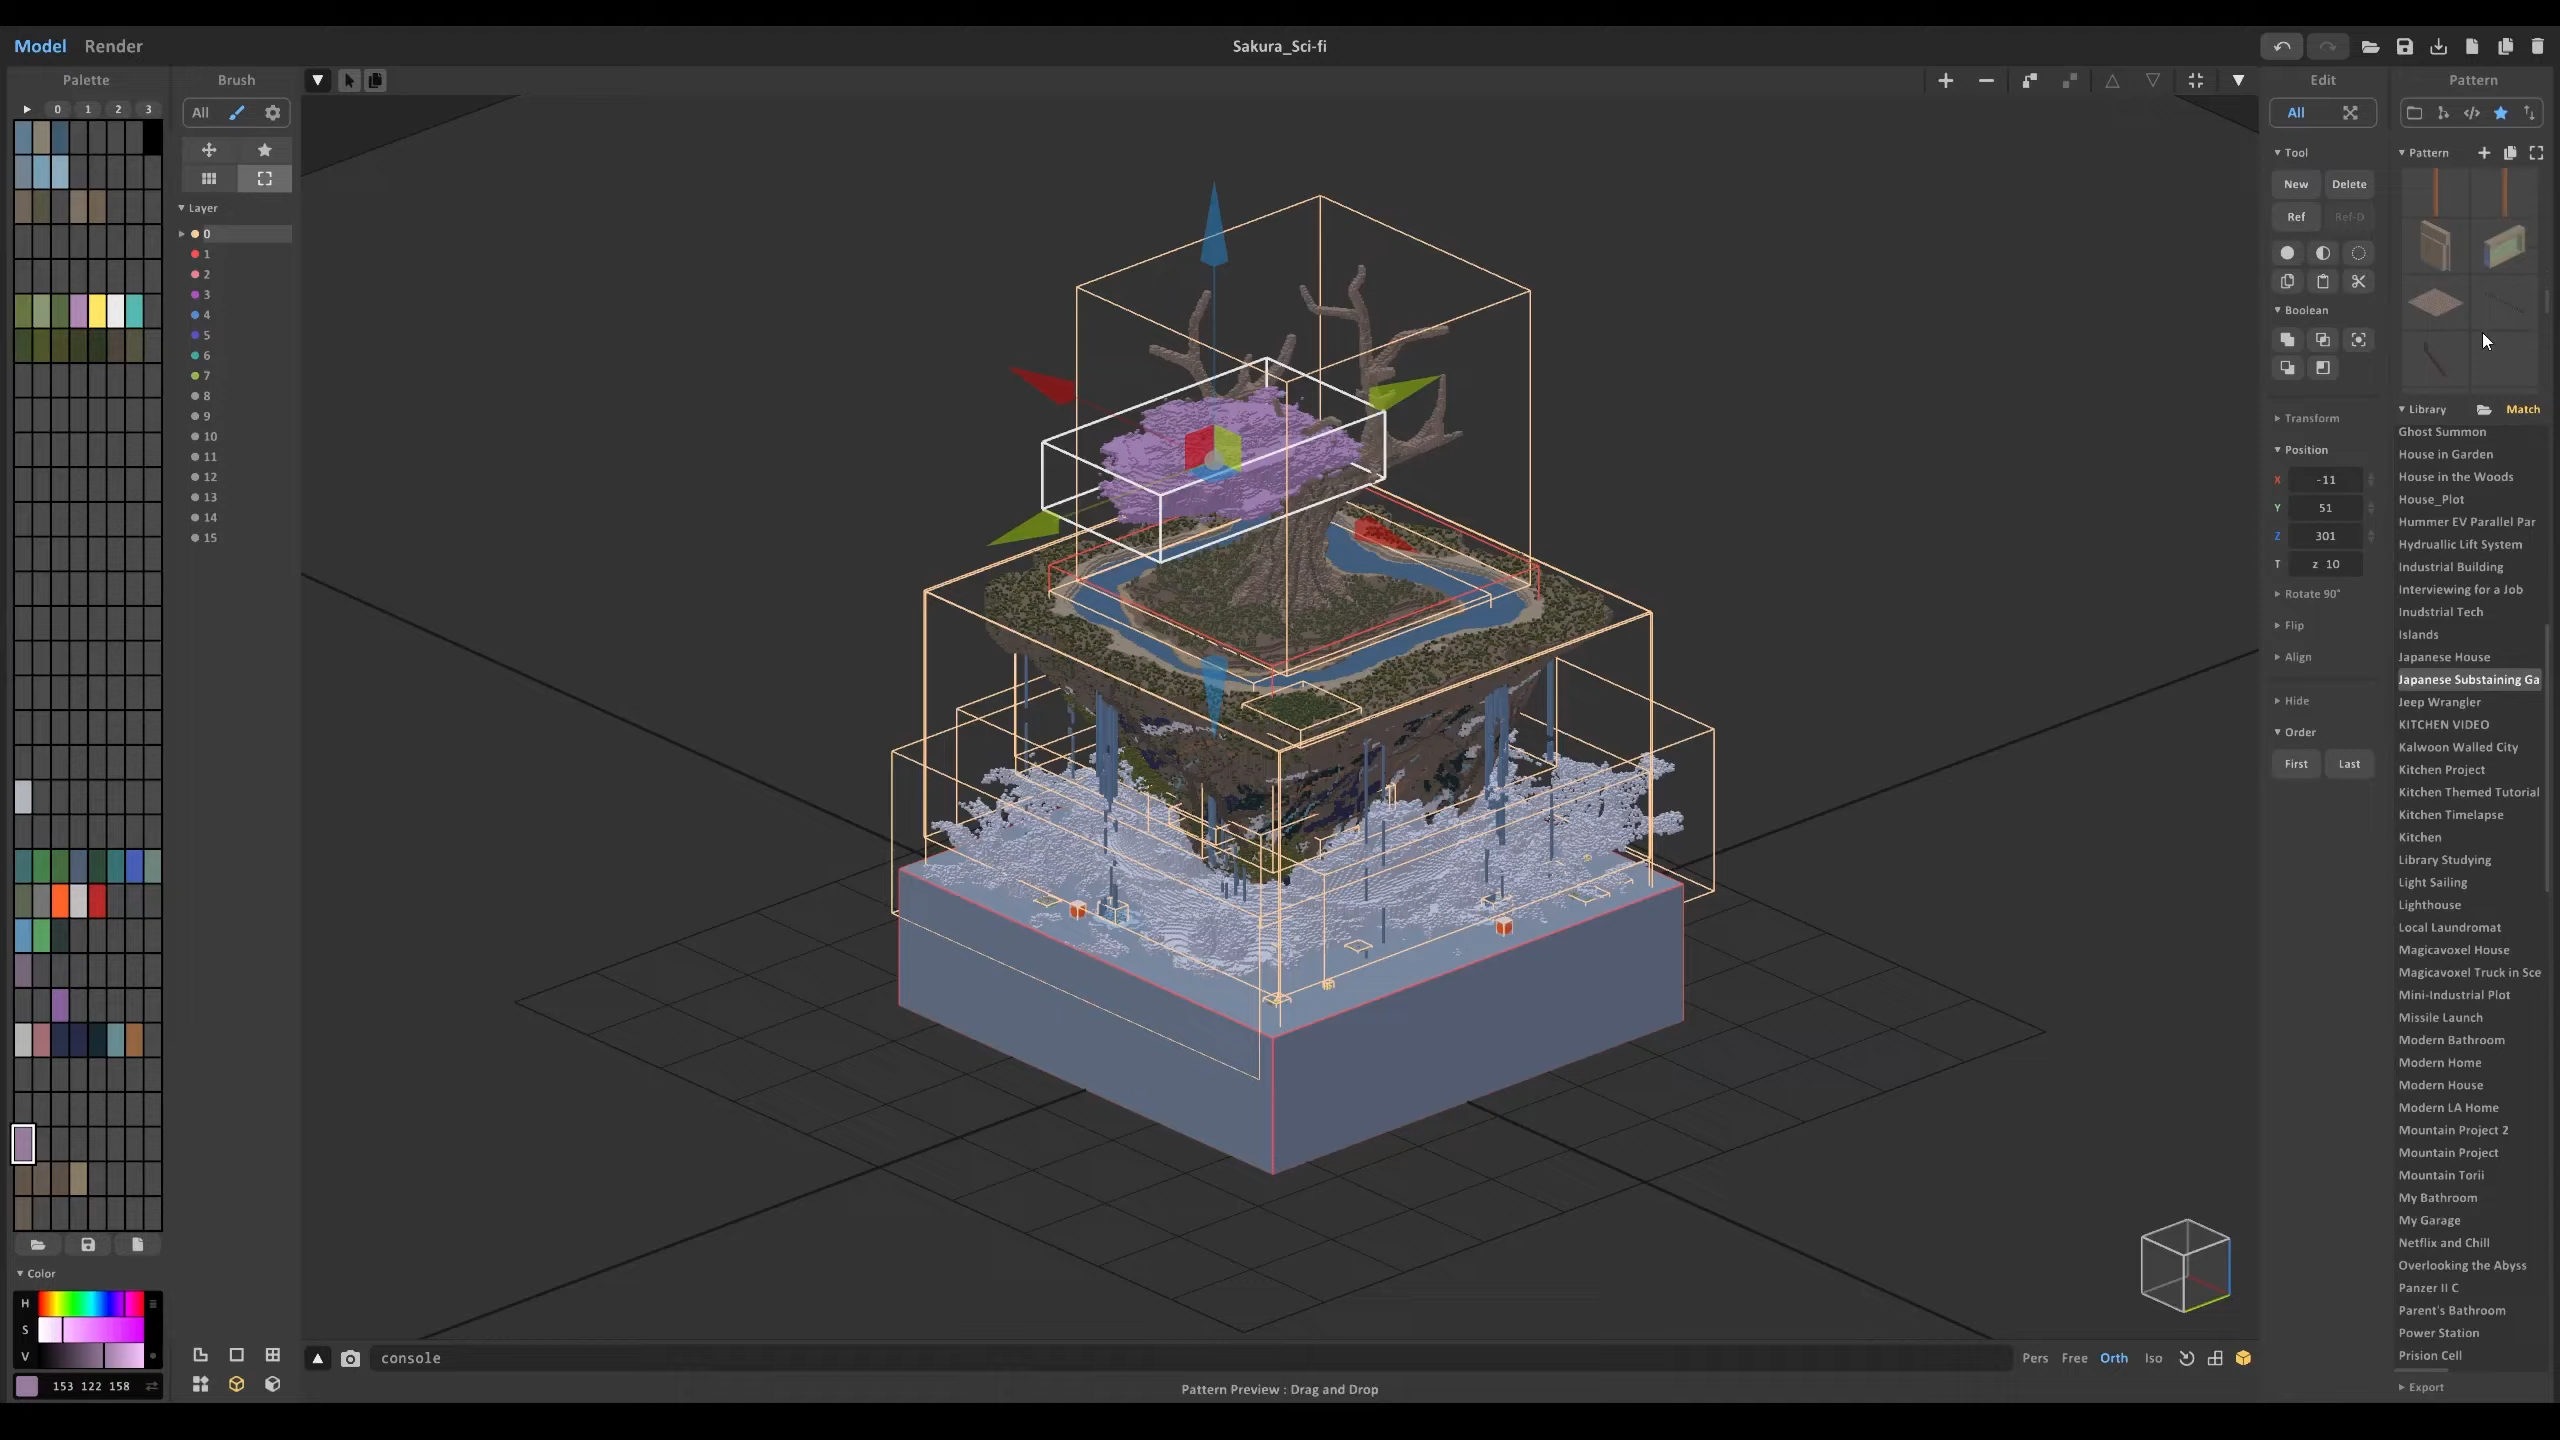 Model Render
Sakura_Sci-fi
Palette
0 1 2 3
Color
H
S
V
153 122 158
Brush
All
Layer
0
1
2
3
4
5
6
7
8
9
10
11
12
13
14
15
console
Pers Free Orth Iso
Pattern Preview : Drag and Drop
Edit
All
Tool
New Delete
Ref Ref-D
Boolean
Transform
Position
X -11
Y 51
Z 301
T z 10
Rotate 90°
Flip
Align
Hide
Order
First Last
Pattern
Pattern
Library Match
Ghost Summon
House in Garden
House in the Woods
House_Plot
Hummer EV Parallel Par
Hydruallic Lift System
Industrial Building
Interviewing for a Job
Inudstrial Tech
Islands
Japanese House
Japanese Substaining Ga
Jeep Wrangler
KITCHEN VIDEO
Kalwoon Walled City
Kitchen Project
Kitchen Themed Tutorial
Kitchen Timelapse
Kitchen
Library Studying
Light Sailing
Lighthouse
Local Laundromat
Magicavoxel House
Magicavoxel Truck in Sce
Mini-Industrial Plot
Missile Launch
Modern Bathroom
Modern Home
Modern House
Modern LA Home
Mountain Project 2
Mountain Project
Mountain Torii
My Bathroom
My Garage
Netflix and Chill
Overlooking the Abyss
Panzer II C
Parent's Bathroom
Power Station
Prision Cell
Export